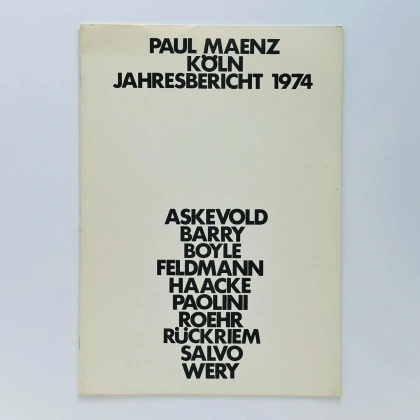 PAUL MAENZ
KÖLN
JAHRESBERICHT 1974
ASKEVOLD
BARRY
BOYLE
FELDMANN
HAACKE
PAOLINI
ROEHR
RÜCKRIEM
SALVO
WERY